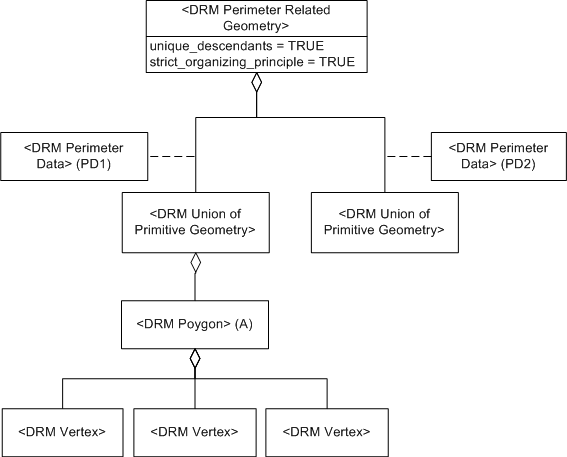 <DRM Perimeter Related
Geometry>
unique_descendants = TRUE
strict_organizing_principle = TRUE
<DRM Perimeter
Data> (PD1)
<DRM Perimeter
Data> (PD2)
<DRM Union of
Primitive Geometry>
<DRM Union of
Primitive Geometry>
<DRM Poygon> (A)
<DRM Vertex>
<DRM Vertex>
<DRM Vertex>